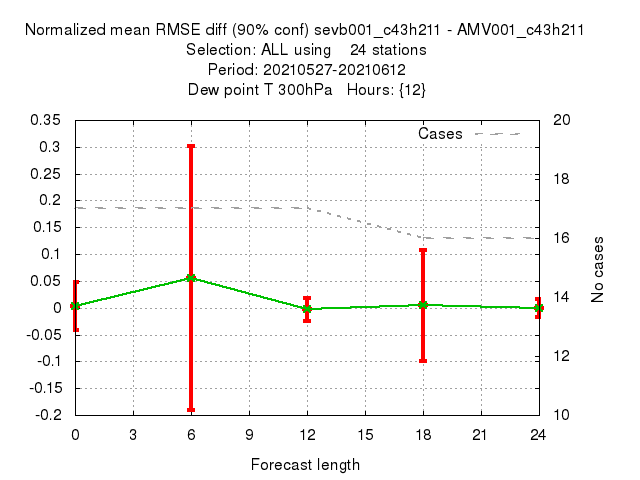 Normalized mean RMSE diff (90% conf) sevb001_c43h211 - AMV001_c43h211
Selection: ALL using    24 stations
Period: 20210527-20210612
Dew point T 300hPa   Hours: {12}
Cases
0.35
0.3
0.25
0.2
0.15
0.1
0.05
0
-0.05
-0.1
-0.15
-0.2
20
18
16
14
12
10
No cases
0 3 6 9 12 15 18 21 24
Forecast length